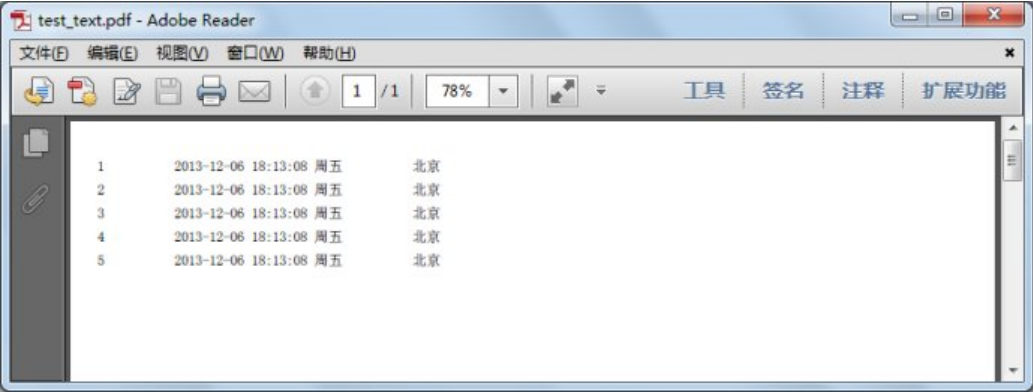 test_text.pdf - Adobe Reader
文件(F) 编辑(E) 视图(V) 窗口(W) 帮助(H)
1 /1 78% 工具 签名 注释 扩展功能
1 2013-12-06 18:13:08 周五 北京
2 2013-12-06 18:13:08 周五 北京
3 2013-12-06 18:13:08 周五 北京
4 2013-12-06 18:13:08 周五 北京
5 2013-12-06 18:13:08 周五 北京